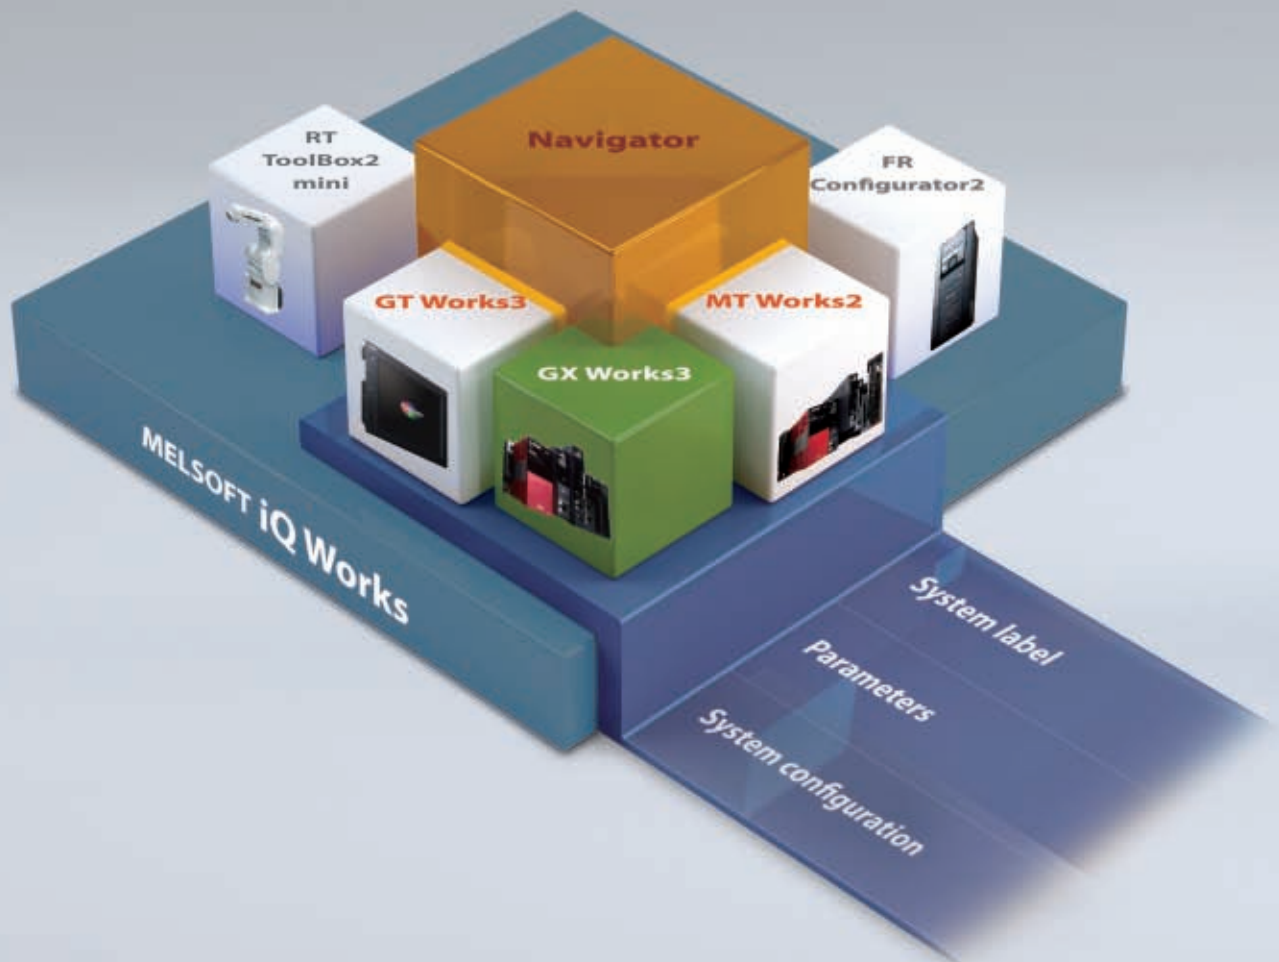 Navigator
RT
ToolBox2
mini
FR
Configurator2
GT Works3
MT Works2
GX Works3
MELSOFT iQ Works
System label
Parameters
System configuration